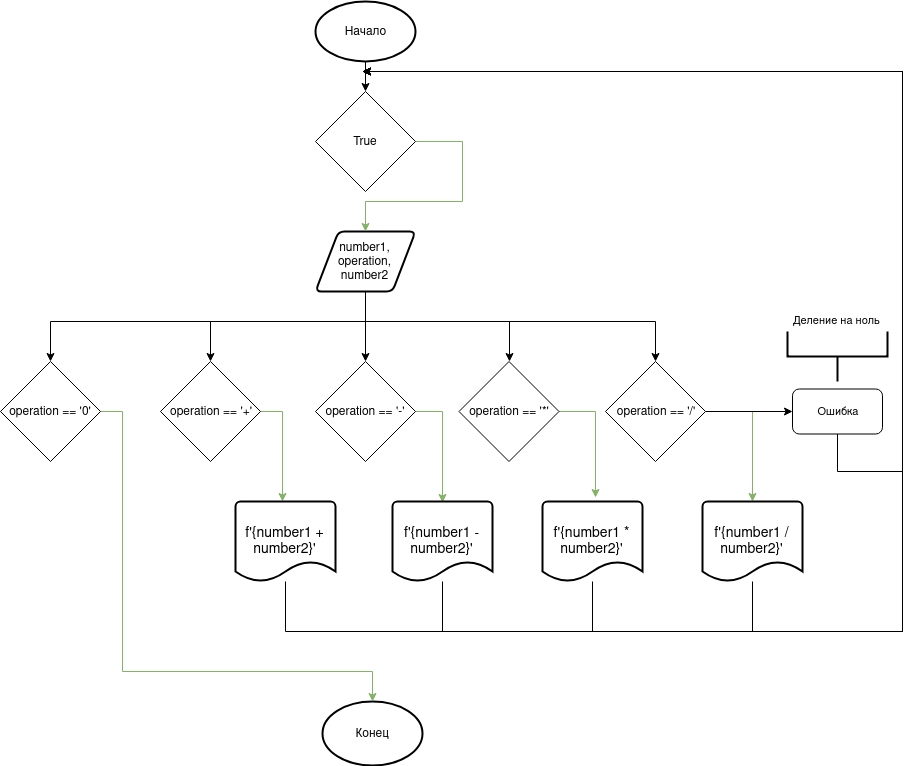 Начало
True
number1,
operation,
number2
Деление на ноль
operation == '0'
operation == '+'
operation == '-'
operation == '*'
operation == '/'
Ошибка
f'{number1 +
number2}'
f'{number1 -
number2}'
f'{number1 *
number2}'
f'{number1 /
number2}'
Конец